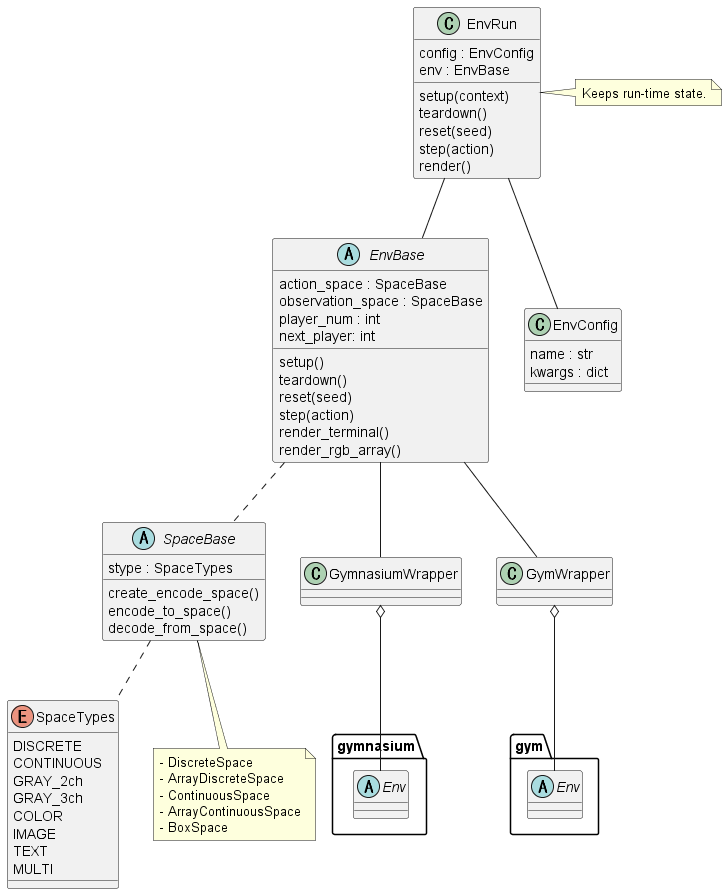 C EnvRun
config : EnvConfig
env : EnvBase
setup(context)
teardown()
reset(seed)
step(action)
render()
Keeps run-time state.
A EnvBase
action_space : SpaceBase
observation_space : SpaceBase
player_num : int
next_player: int
setup()
teardown()
reset(seed)
step(action)
render_terminal()
render_rgb_array()
C EnvConfig
name : str
kwargs : dict
A SpaceBase
stype : SpaceTypes
create_encode_space()
encode_to_space()
decode_from_space()
C GymnasiumWrapper
C GymWrapper
E SpaceTypes
DISCRETE
CONTINUOUS
GRAY_2ch
GRAY_3ch
COLOR
IMAGE
TEXT
MULTI
- DiscreteSpace
- ArrayDiscreteSpace
- ContinuousSpace
- ArrayContinuousSpace
- BoxSpace
gymnasium
A Env
gym
A Env